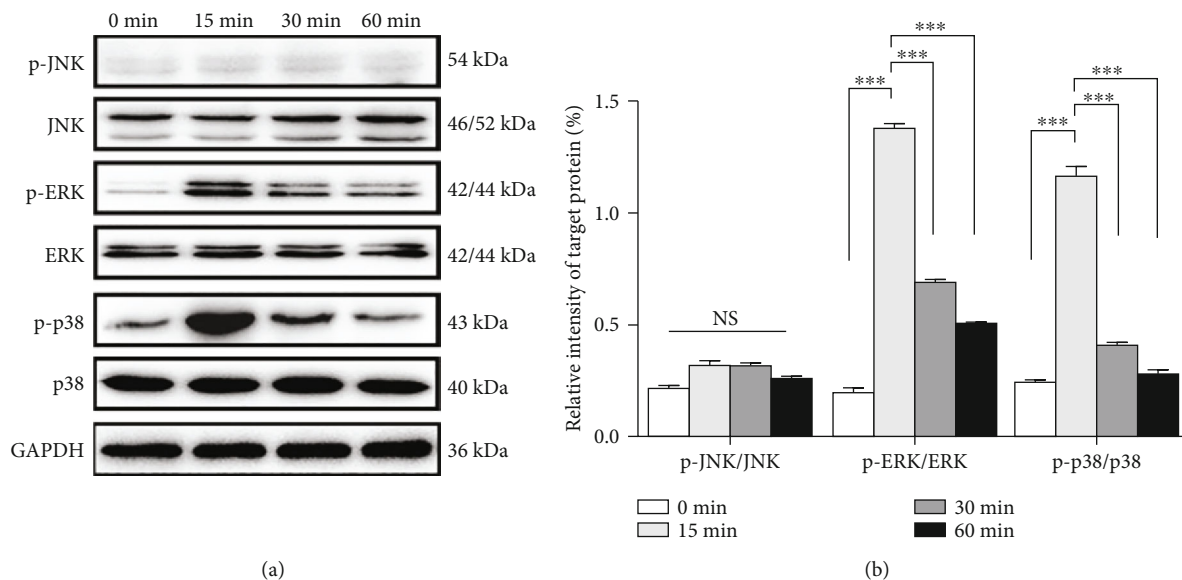 0 min 15 min 30 min 60 min
p-JNK 54 kDa
JNK 46/52 kDa
p-ERK 42/44 kDa
ERK 42/44 kDa
p-p38 43 kDa
p38 40 kDa
GAPDH 36 kDa
(a)
Relative intensity of target protein (%)
1.5
1.0
0.5
0.0
NS
***
***
***
***
***
***
p-JNK/JNK p-ERK/ERK p-p38/p38
0 min 30 min
15 min 60 min
(b)